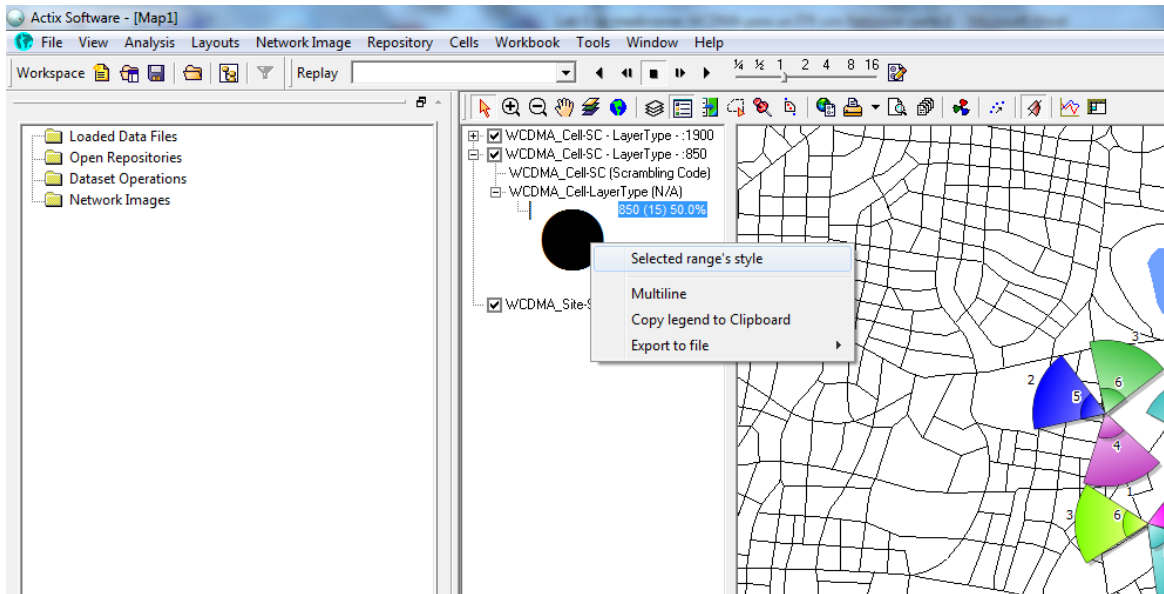 Actix Software - [Map1]
File View Analysis Layouts Network Image Repository Cells Workbook Tools Window Help
Workspace Replay ¼ ½ 1 2 4 8 16
Loaded Data Files
Open Repositories
Dataset Operations
Network Images
WCDMA_Cell-SC - LayerType - :1900
WCDMA_Cell-SC - LayerType - :850
WCDMA_Cell-SC (Scrambling Code)
WCDMA_Cell-LayerType (N/A)
850 (15) 50.0%
Selected range's style
Multiline
Copy legend to Clipboard
Export to file
WCDMA_Site-S
3
2
6
5
4
1
3
6